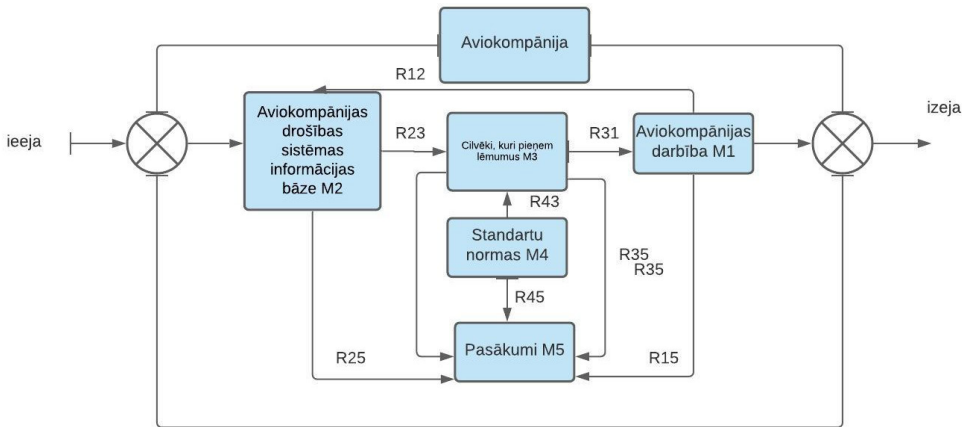 Aviokompānija
R12
ieeja
Aviokompānijas
drošības
sistēmas
informācijas
bāze M2
R23
Cilvēki, kuri pieņem
lēmumus M3
R31
Aviokompānijas
darbība M1
izeja
R43
Standartu
normas M4
R35
R35
R45
R25
Pasākumi M5
R15